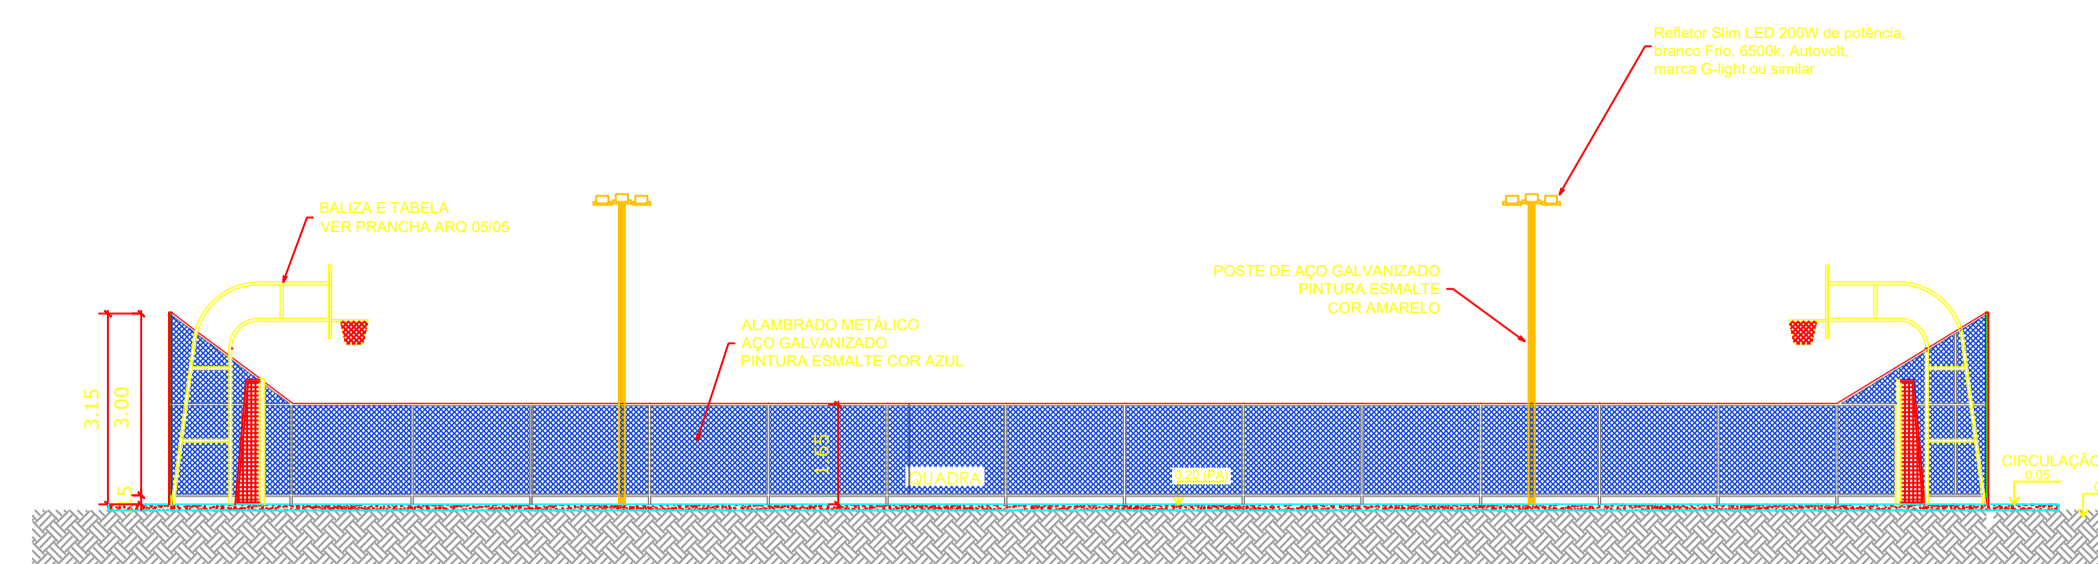 Refletor Slim LED 200W de potência,
branco Frio, 6500k, Autovolt,
marca G-light ou similar
BALIZA E TABELA
VER PRANCHA ARQ 05/05
POSTE DE AÇO GALVANIZADO
PINTURA ESMALTE
COR AMARELO
ALAMBRADO METÁLICO
AÇO GALVANIZADO
PINTURA ESMALTE COR AZUL
3.15
3.00
1.65
QUADRA
CIRCULAÇÃO
0.05